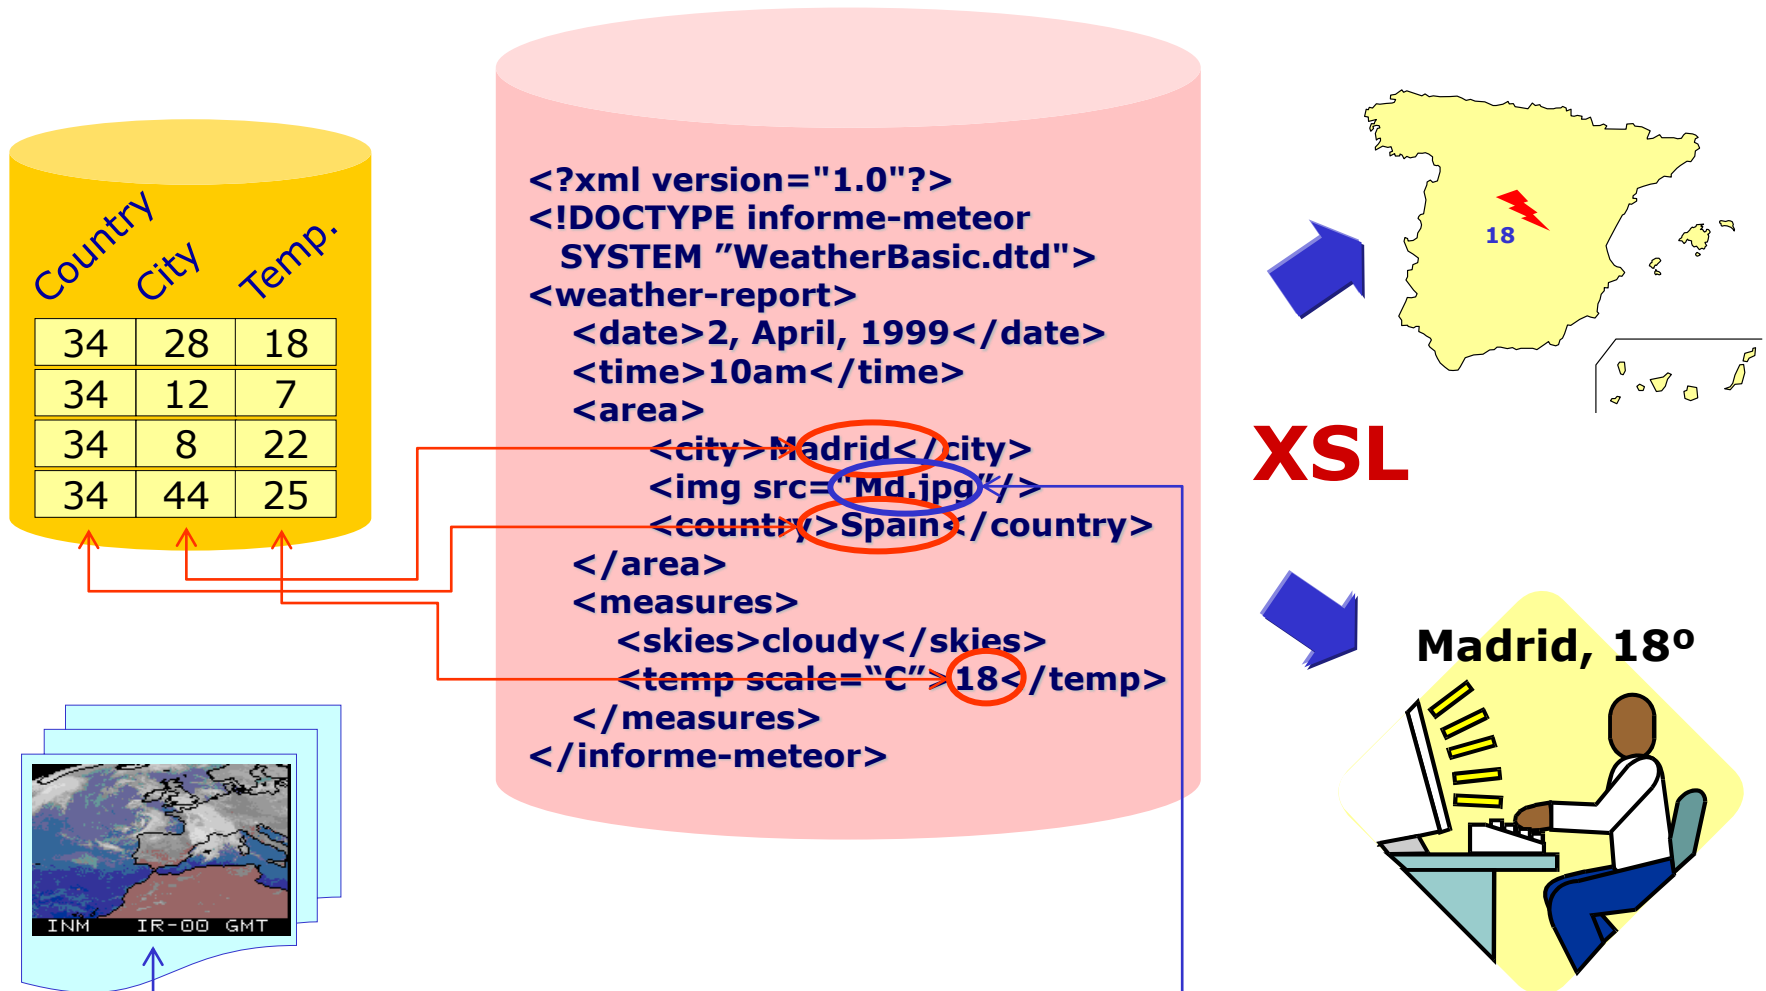 Country City Temp.
34 28 18
34 12 7
34 8 22
34 44 25
INM IR-00 GMT
<?xml version="1.0"?>
<!DOCTYPE informe-meteor
SYSTEM ”WeatherBasic.dtd">
<weather-report>
<date>2, April, 1999</date>
<time>10am</time>
<area>
<city>Madrid</city>
<img src="Md.jpg”/>
<country>Spain</country>
</area>
<measures>
<skies>cloudy</skies>
<temp scale=“C”>18</temp>
</measures>
</informe-meteor>
18
XSL
Madrid, 18º